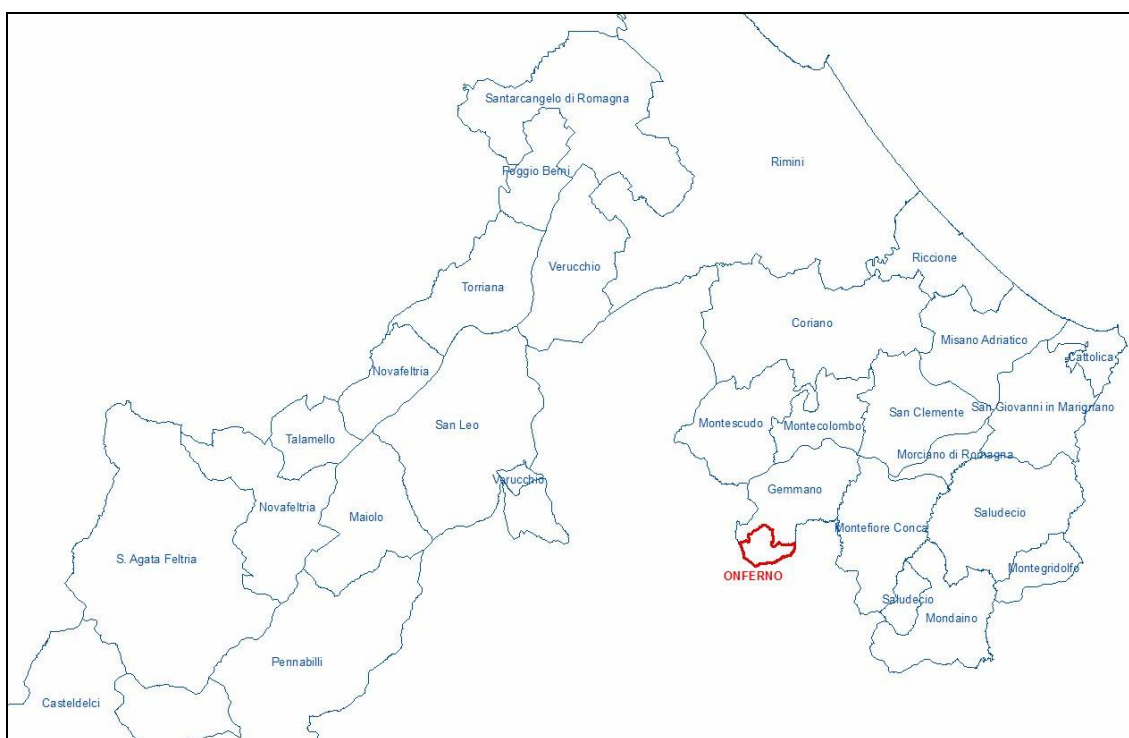 Santarcangelo di Romagna
Rimini
Poggio Berni
Riccione
Verucchio
Torriana
Coriano
Misano Adriatico
Cattolica
Novafeltria
San Leo
Montescudo
Montecolombo
San Clemente
San Giovanni in Marignano
Talamello
Morciano di Romagna
Verucchio
Gemmano
Novafeltria
Maiolo
Montefiore Conca
Saludecio
S. Agata Feltria
ONFERNO
Montegridolfo
Saludecio
Mondaino
Pennabilli
Casteldelci